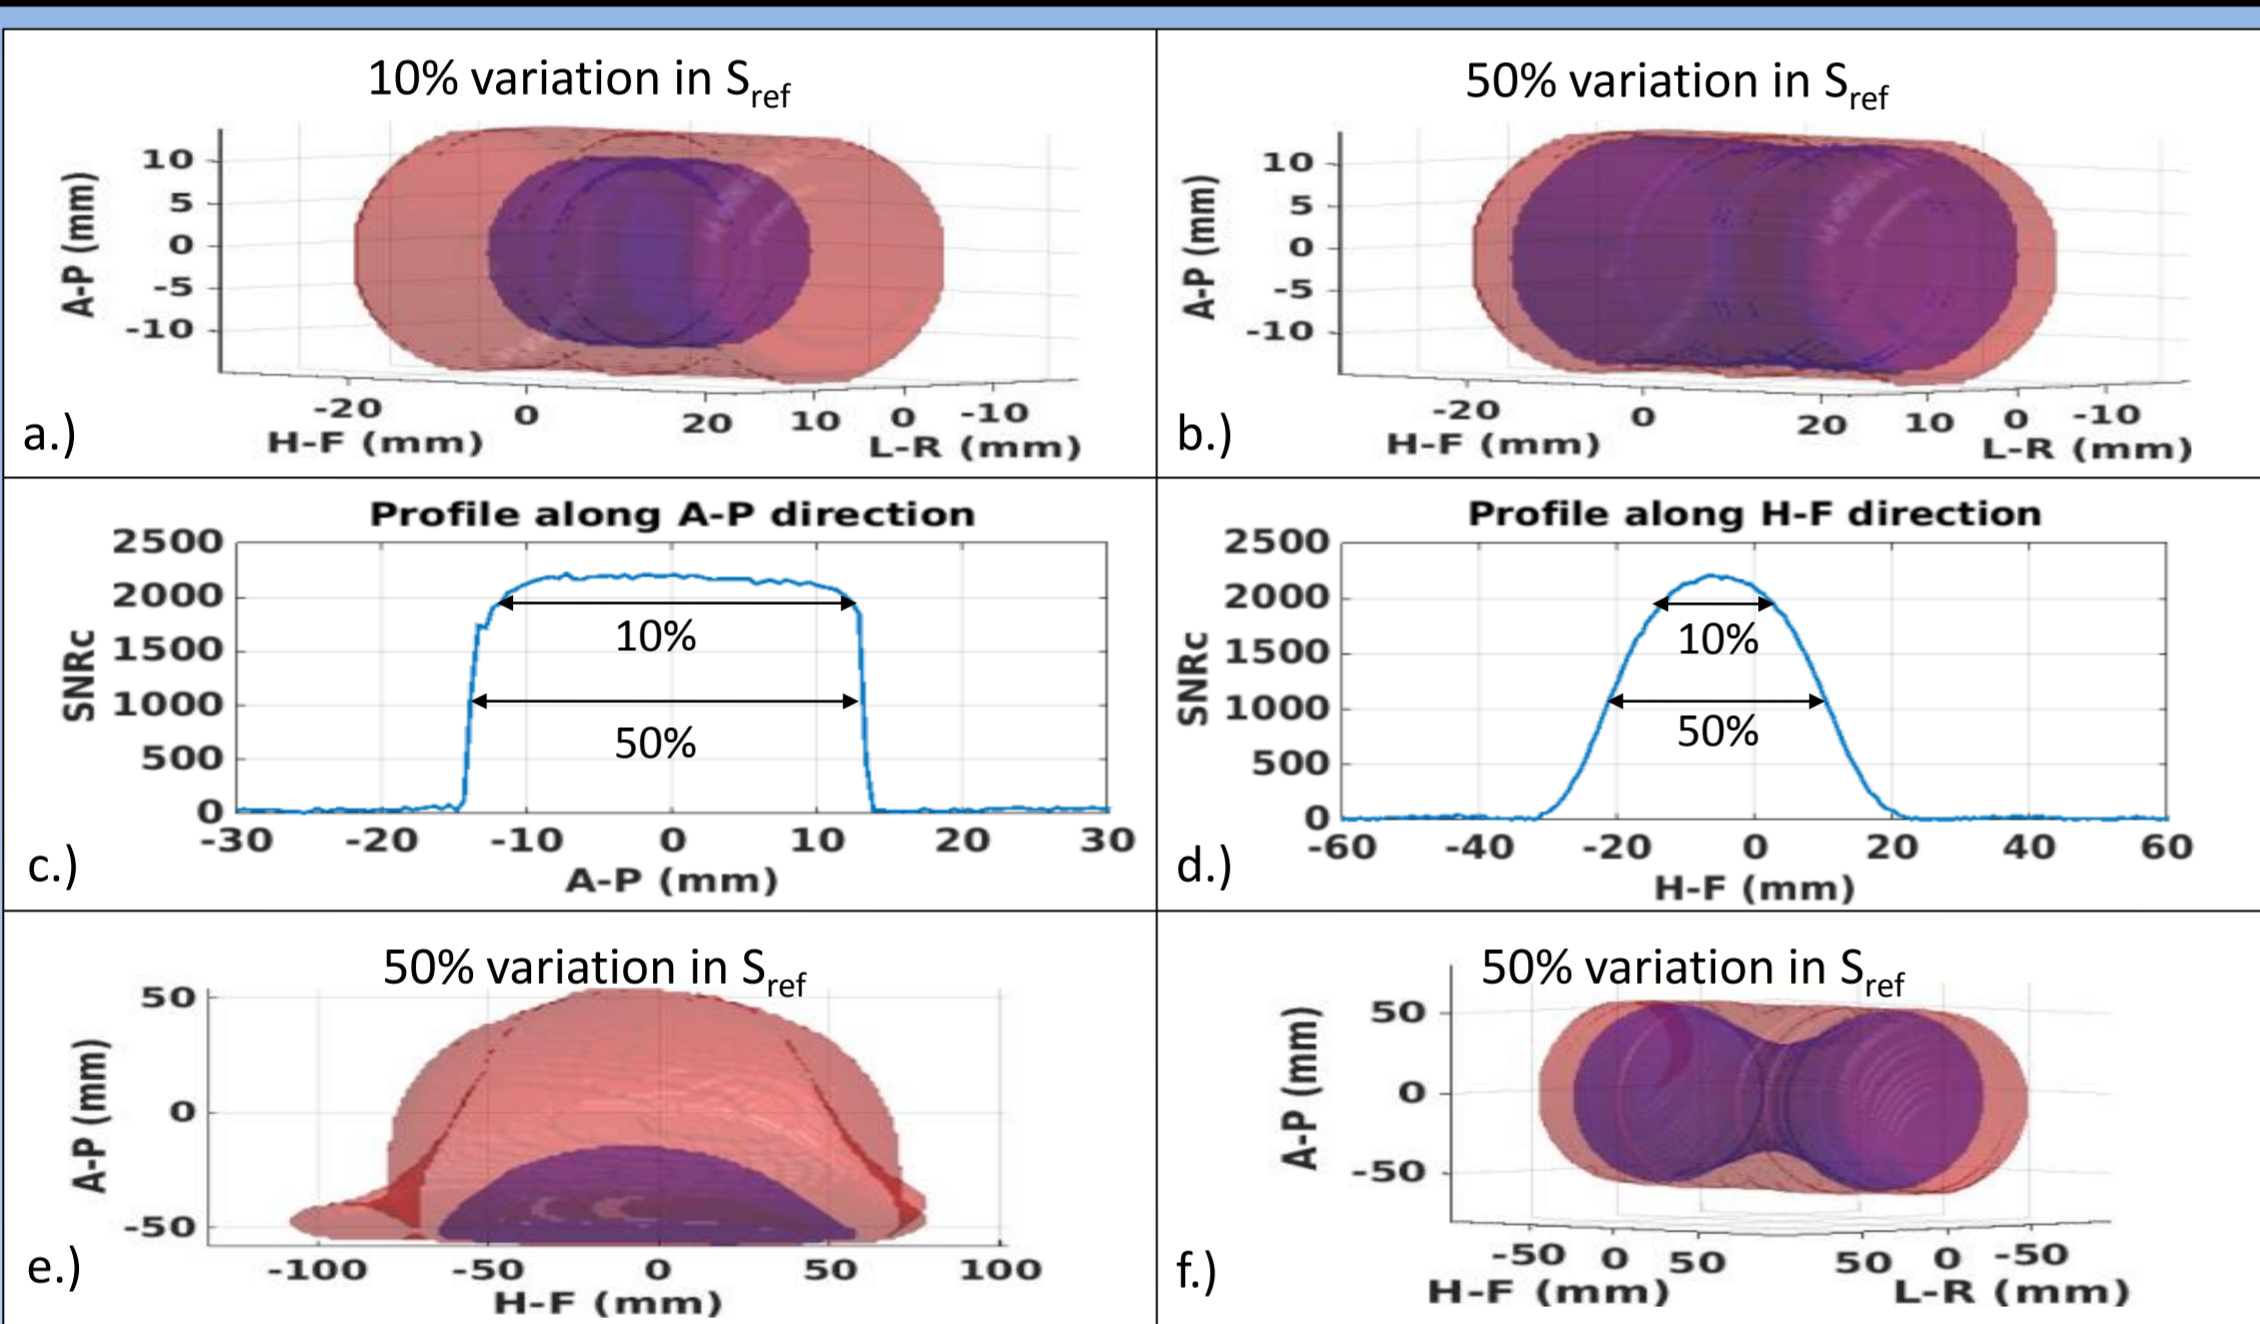 10% variation in Sref
A-P (mm)
10
5
0
-5
-10
-20 0 20 10 0 -10
H-F (mm) L-R (mm)
a.)
50% variation in Sref
A-P (mm)
10
5
0
-5
-10
-20 0 20 10 0 -10
H-F (mm) L-R (mm)
b.)
Profile along A-P direction
SNRc
2500
2000
1500
1000
500
0
10%
50%
-30 -20 -10 0 10 20 30
A-P (mm)
c.)
Profile along H-F direction
SNRc
2500
2000
1500
1000
500
0
10%
50%
-60 -40 -20 0 20 40 60
H-F (mm)
d.)
50% variation in Sref
A-P (mm)
50
0
-50
-100 -50 0 50 100
H-F (mm)
e.)
50% variation in Sref
A-P (mm)
50
0
-50
-50 0 50 50 0 -50
H-F (mm) L-R (mm)
f.)